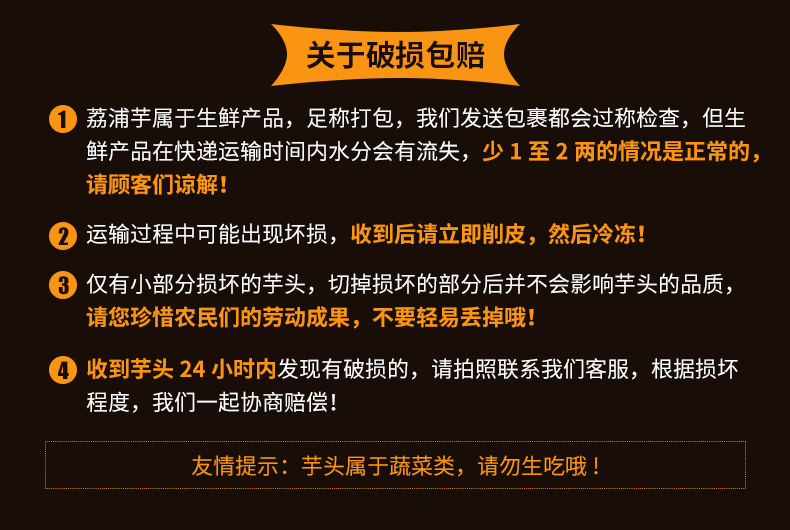 关于破损包赔
1 荔浦芋属于生鲜产品，足称打包，我们发送包裹都会过称检查，但生
鲜产品在快递运输时间内水分会有流失，少 1 至 2 两的情况是正常的，
请顾客们谅解！
2 运输过程中可能出现坏损，收到后请立即削皮，然后冷冻！
3 仅有小部分损坏的芋头，切掉损坏的部分后并不会影响芋头的品质，
请您珍惜农民们的劳动成果，不要轻易丢掉哦！
4 收到芋头 24 小时内发现有破损的，请拍照联系我们客服，根据损坏
程度，我们一起协商赔偿！
友情提示：芋头属于蔬菜类，请勿生吃哦！